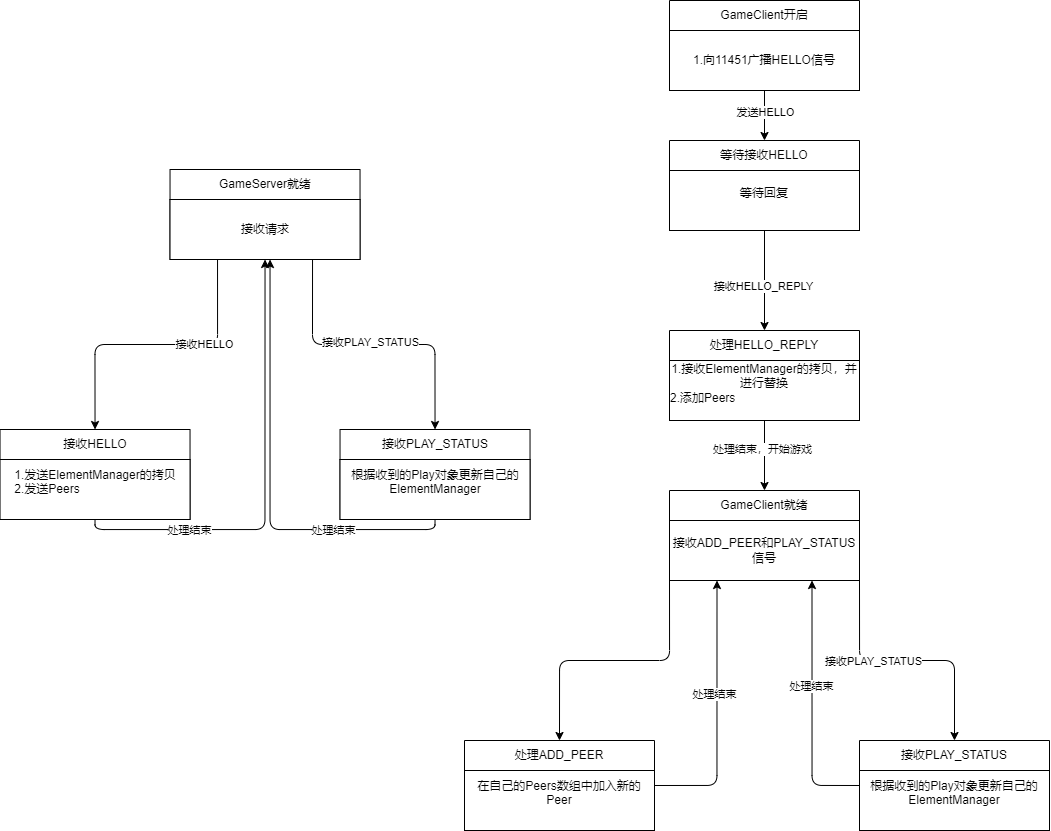 GameClient开启
1.向11451广播HELLO信号
发送HELLO
等待接收HELLO
等待回复
接收HELLO_REPLY
处理HELLO_REPLY
1.接收ElementManager的拷贝，并
进行替换
2.添加Peers
处理结束，开始游戏
GameClient就绪
接收ADD_PEER和PLAY_STATUS
信号
接收PLAY_STATUS
处理结束
处理结束
处理ADD_PEER
在自己的Peers数组中加入新的
Peer
接收PLAY_STATUS
根据收到的Play对象更新自己的
ElementManager
GameServer就绪
接收请求
接收HELLO
接收PLAY_STATUS
接收HELLO
1.发送ElementManager的拷贝
2.发送Peers
接收PLAY_STATUS
根据收到的Play对象更新自己的
ElementManager
处理结束
处理结束